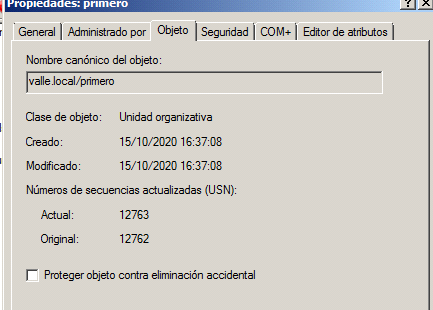 Propiedades: primero
General Administrado por Objeto Seguridad COM+ Editor de atributos
Nombre canónico del objeto:
valle.local/primero
Clase de objeto: Unidad organizativa
Creado: 15/10/2020 16:37:08
Modificado: 15/10/2020 16:37:08
Números de secuencias actualizadas (USN):
Actual: 12763
Original: 12762
Proteger objeto contra eliminación accidental